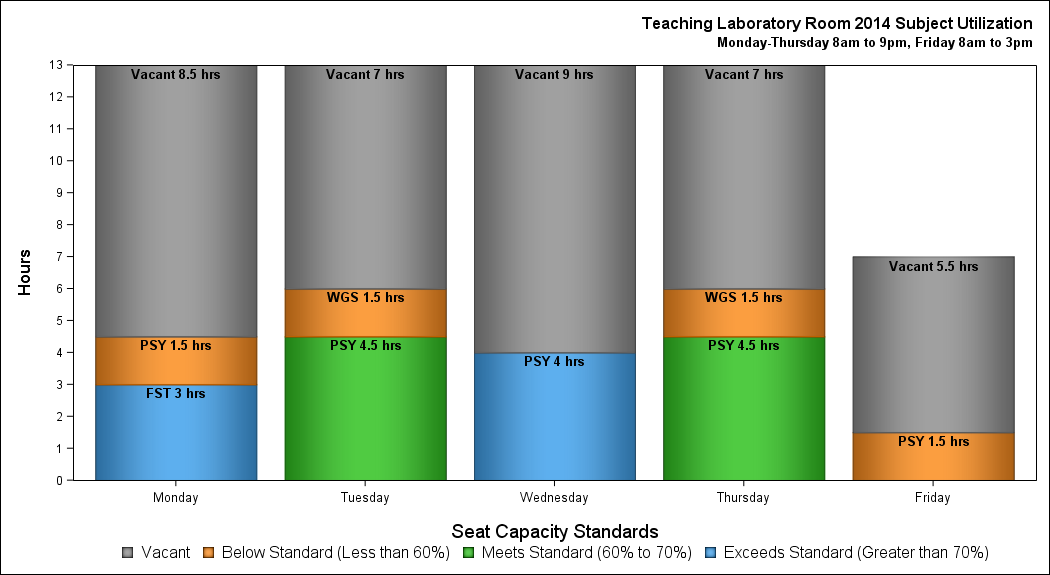 Teaching Laboratory Room 2014 Subject Utilization
Monday-Thursday 8am to 9pm, Friday 8am to 3pm
Hours
13
12
11
10
9
8
7
6
5
4
3
2
1
0
Vacant 8.5 hrs
PSY 1.5 hrs
FST 3 hrs
Vacant 7 hrs
WGS 1.5 hrs
PSY 4.5 hrs
Vacant 9 hrs
PSY 4 hrs
Vacant 7 hrs
WGS 1.5 hrs
PSY 4.5 hrs
Vacant 5.5 hrs
PSY 1.5 hrs
Monday Tuesday Wednesday Thursday Friday
Seat Capacity Standards
Vacant Below Standard (Less than 60%) Meets Standard (60% to 70%) Exceeds Standard (Greater than 70%)